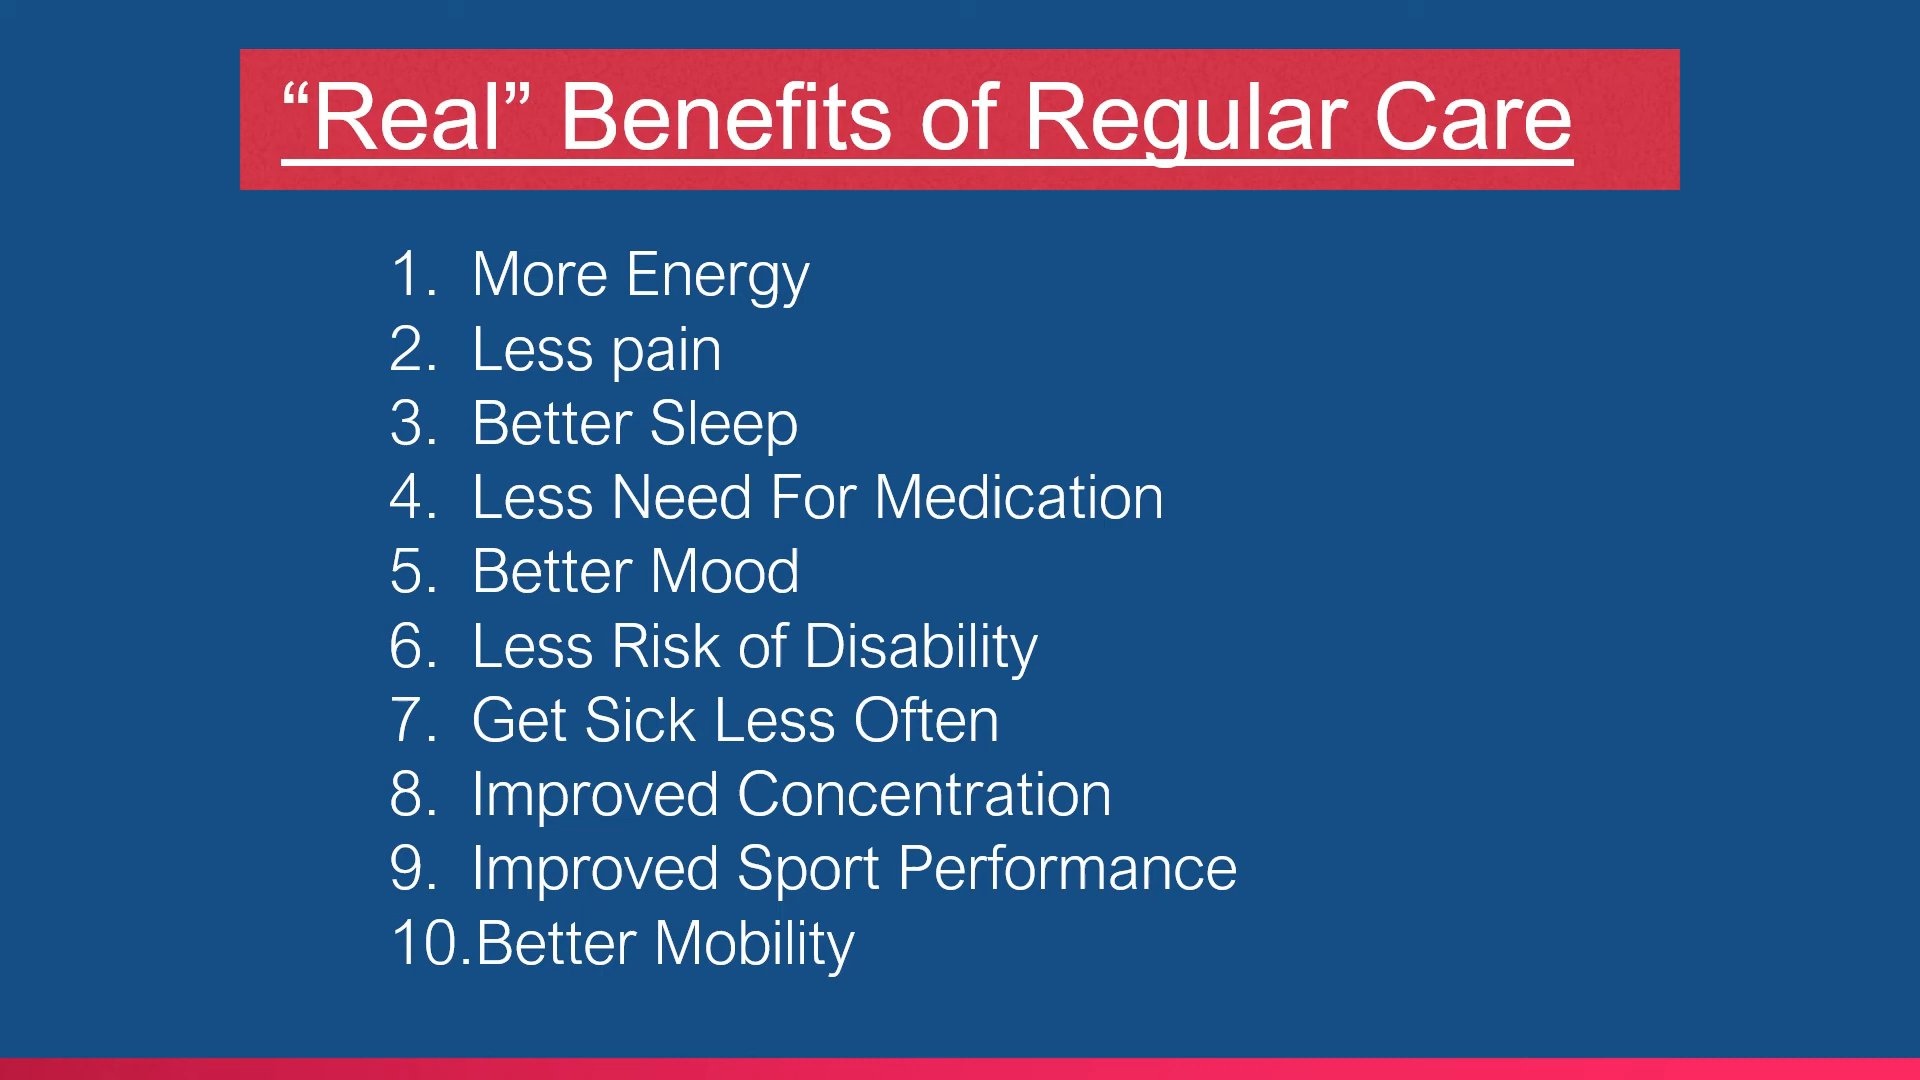 “Real” Benefits of Regular Care
1. More Energy
2. Less pain
3. Better Sleep
4. Less Need For Medication
5. Better Mood
6. Less Risk of Disability
7. Get Sick Less Often
8. Improved Concentration
9. Improved Sport Performance
10.Better Mobility